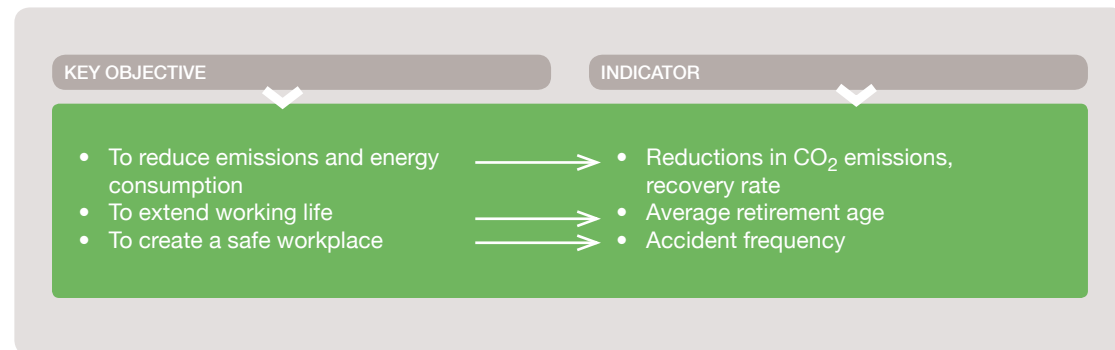 KEY OBJECTIVE
INDICATOR
• To reduce emissions and energy
consumption
• To extend working life
• To create a safe workplace
• Reductions in CO₂ emissions,
recovery rate
• Average retirement age
• Accident frequency